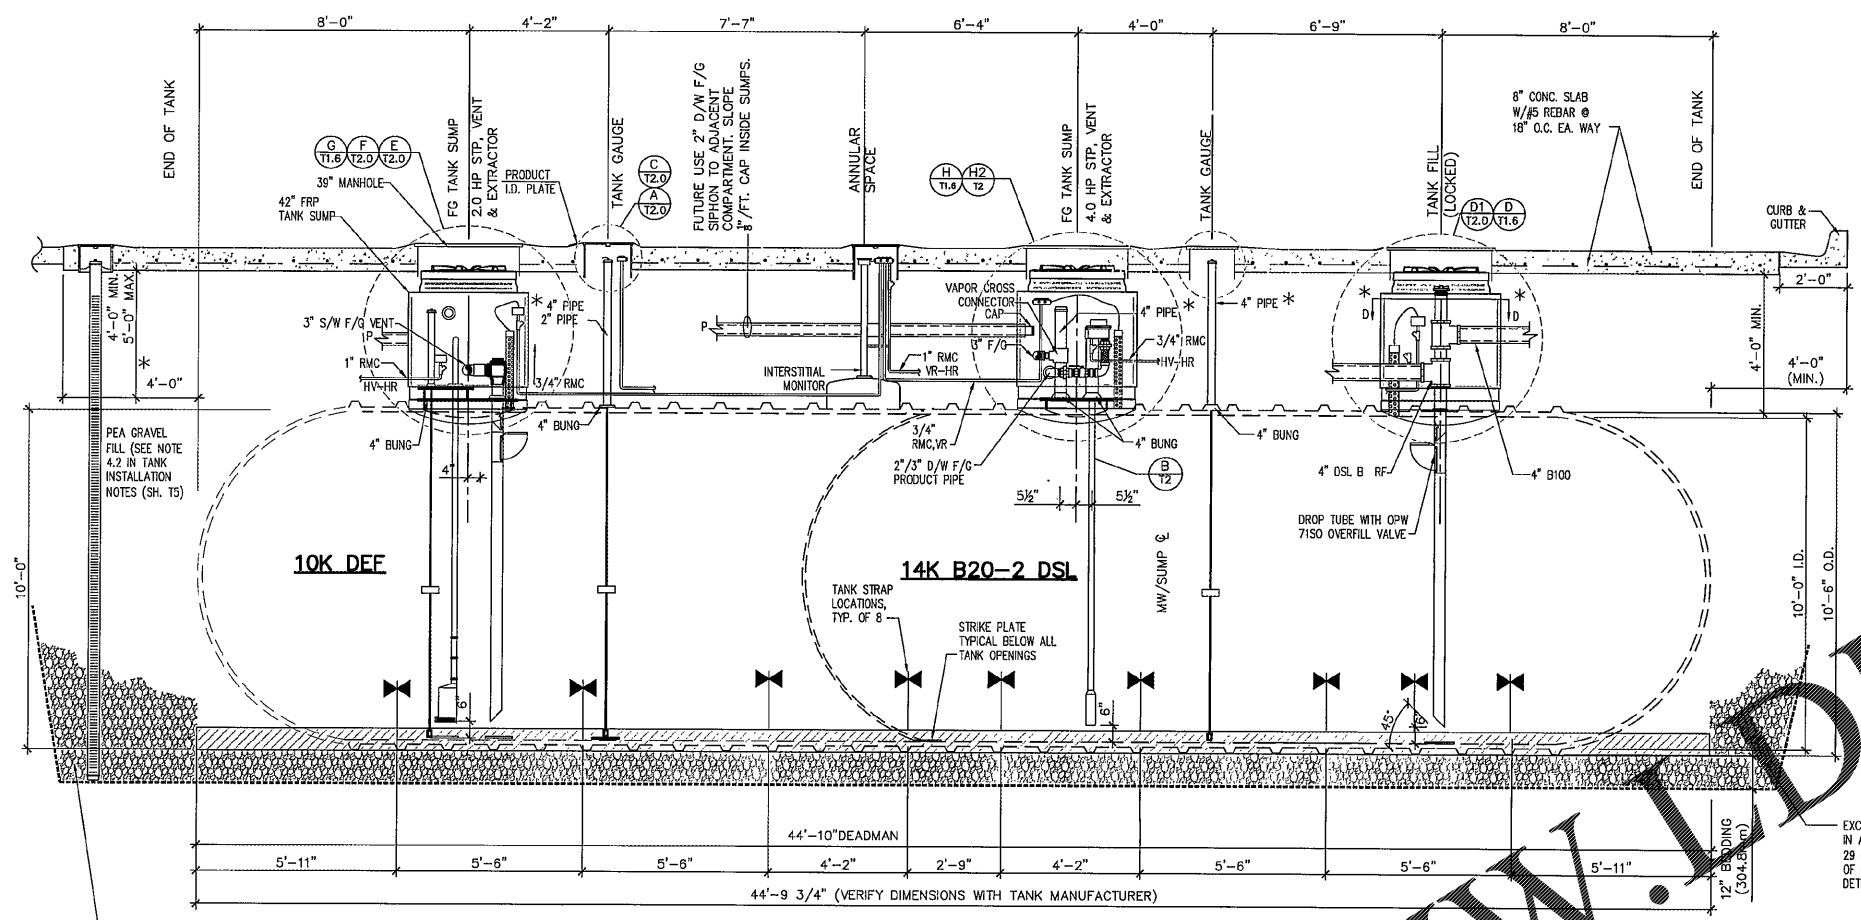 8'-0"
4'-2"
7'-7"
6'-4"
4'-0"
6'-9"
8'-0"
END OF TANK
FG TANK SUMP
2.0 HP STP, VENT
& EXTRACTOR
TANK GAUGE
FUTURE USE 2" D/W F/G
SIPHON TO ADJACENT
COMPARTMENT. SLOPE
1"/FT. CAP INSIDE SUMPS.
8
ANNULAR
SPACE
FG TANK SUMP
4.0 HP STP, VENT
& EXTRACTOR
TANK GAUGE
TANK FILL
(LOCKED)
8" CONC. SLAB
W/#5 REBAR @
18" O.C. EA. WAY
END OF TANK
G
T1.6
F
T2.0
E
T2.0
C
T2.0
A
T2.0
H
T1.6
H2
T2
D1
T2.0
D
T1.6
39" MANHOLE
PRODUCT
I.D. PLATE
42" FRP
TANK SUMP
CURB &
GUTTER
4'-0" MIN.
5'-0" MAX.
*
4'-0"
3" S/W F/G VENT
P
1" RMC
HV-HR
*
4" PIPE
2" PIPE
3/4" RMC
P
VAPOR CROSS
CONNECTOR
CAP
3" F/G
1" RMC
VR-HR
INTERSTITIAL
MONITOR
*
4" PIPE
3/4" RMC
HV-HR
4" PIPE *
*
*
D
D
4'-0" MIN.
2'-0"
4'-0"
(MIN.)
PEA GRAVEL
FILL (SEE NOTE
4.2 IN TANK
INSTALLATION
NOTES (SH. T5)
4" BUNG
4"
4" BUNG
3/4"
RMC,VR
2"/3" D/W F/G
PRODUCT PIPE
4" BUNG
4" BUNG
B
T2
5½"
5½"
4" DSL B RF
4" B100
DROP TUBE WITH OPW
71SO OVERFILL VALVE
10'-0"
10K DEF
14K B20-2 DSL
MW/SUMP ℄
TANK STRAP
LOCATIONS,
TYP. OF 8
STRIKE PLATE
TYPICAL BELOW ALL
TANK OPENINGS
6"
6"
45°
6"
10'-0" I.D.
10'-6" O.D.
44'-10"DEADMAN
5'-11"
5'-6"
5'-6"
4'-2"
2'-9"
4'-2"
5'-6"
5'-6"
5'-11"
44'-9 3/4" (VERIFY DIMENSIONS WITH TANK MANUFACTURER)
12" BEDDING
(304.8mm)
EXC
IN A
29
OF
DET
W.LD